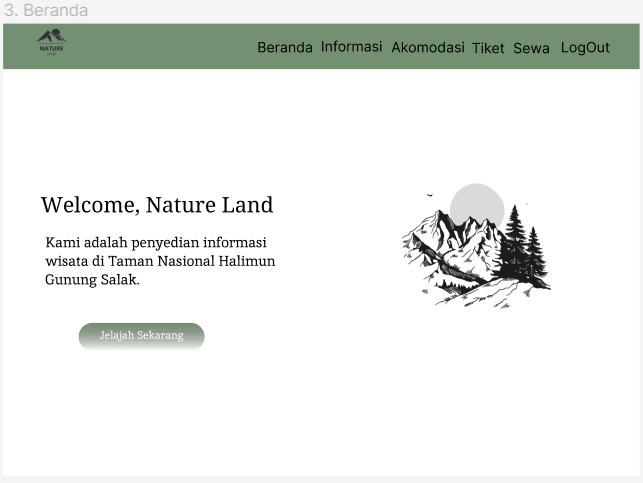 3. Beranda
NATURE
LAND
Beranda Informasi Akomodasi Tiket Sewa LogOut
Welcome, Nature Land
Kami adalah penyedian informasi
wisata di Taman Nasional Halimun
Gunung Salak.
Jelajah Sekarang